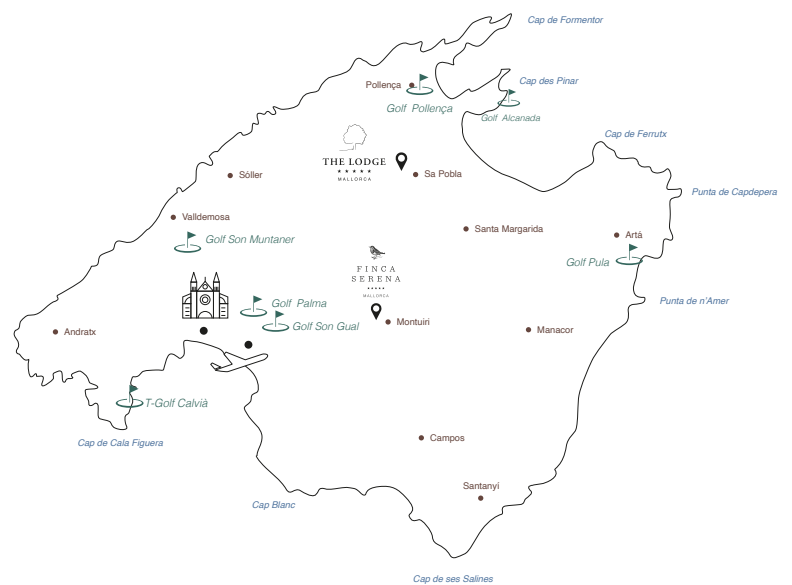 Cap de Formentor
Pollença
Cap des Pinar
Golf Pollença
Golf Alcanada
Cap de Ferrutx
THE LODGE
★★★★★
MALLORCA
Sóller
Sa Pobla
Punta de Capdepera
Valldemosa
Santa Margarida
Golf Son Muntaner
Artá
FINCA
SERENA
•••••
MALLORCA
Golf Pula
Golf Palma
Punta de n'Amer
Golf Son Gual
Montuiri
Andratx
Manacor
T-Golf Calvià
Cap de Cala Figuera
Campos
Santanyí
Cap Blanc
Cap de ses Salines